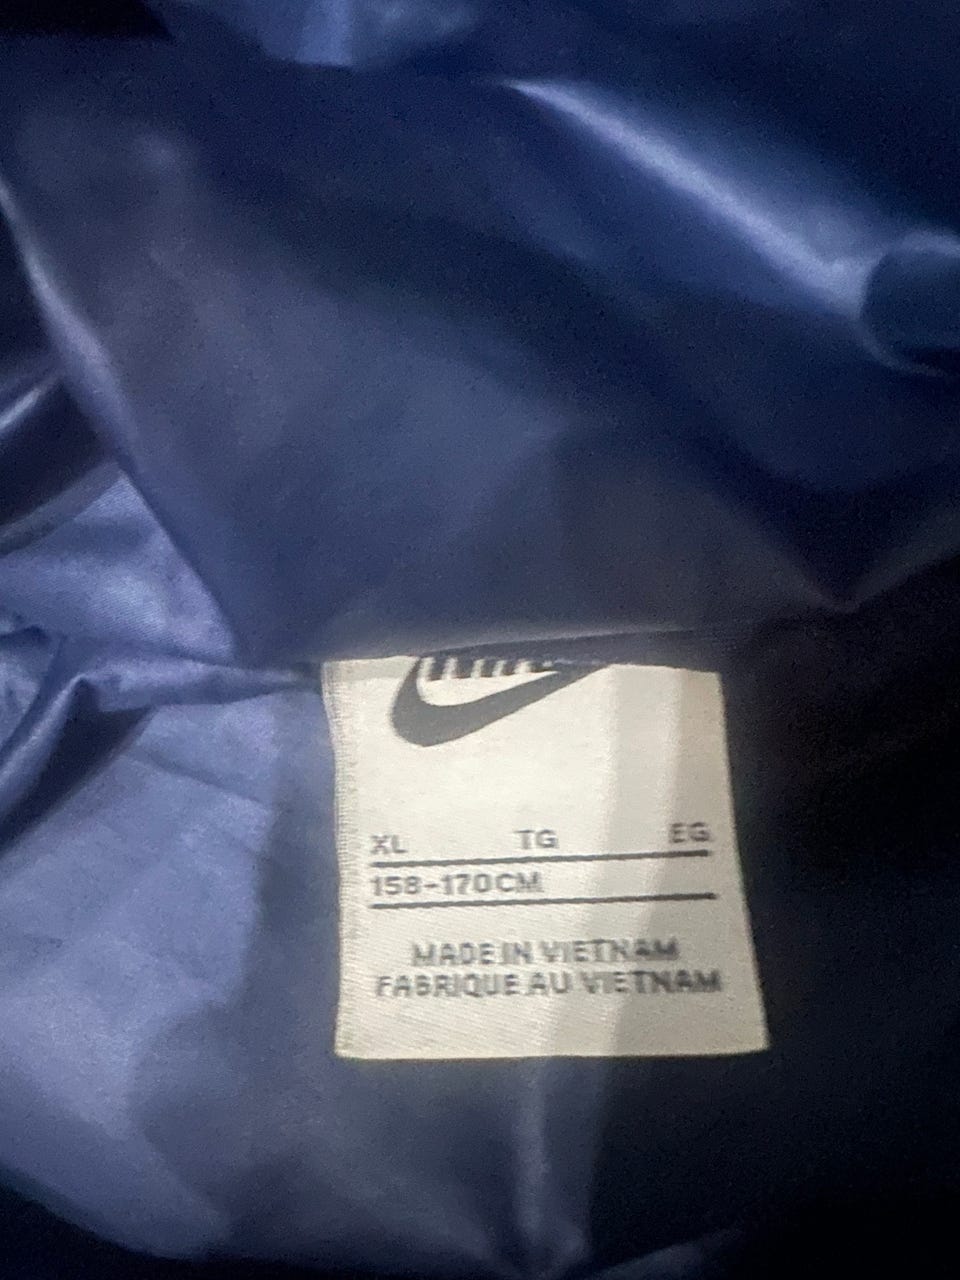 XL TG EG
158-170CM
MADE IN VIETNAM
FABRIQUE AU VIETNAM